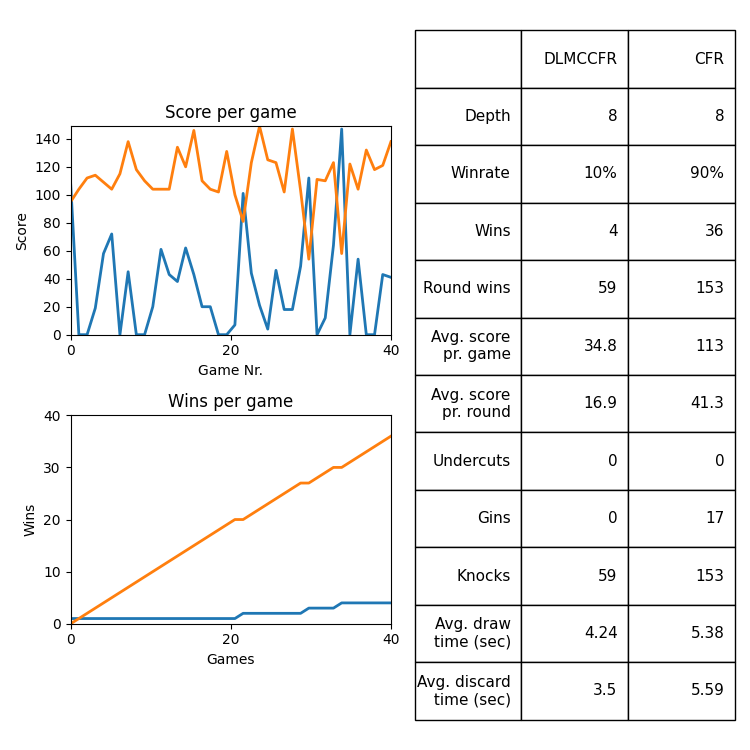 Score per game
140
120
100
80
60
40
20
0
Score
0 20 40
Game Nr.
Wins per game
40
30
20
10
0
Wins
0 20 40
Games
DLMCCFR CFR
Depth 8 8
Winrate 10% 90%
Wins 4 36
Round wins 59 153
Avg. score
pr. game 34.8 113
Avg. score
pr. round 16.9 41.3
Undercuts 0 0
Gins 0 17
Knocks 59 153
Avg. draw
time (sec) 4.24 5.38
Avg. discard
time (sec) 3.5 5.59